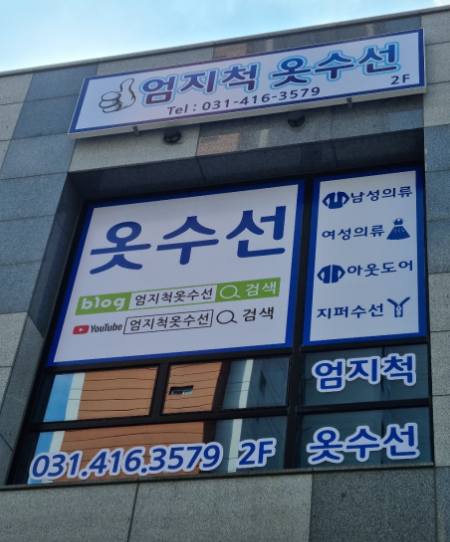 엄지척 옷수선
Tel : 031-416-3579 2F
옷수선
blog 엄지척옷수선 검색
YouTube 엄지척옷수선 검색
남성의류
여성의류
아웃도어
지퍼수선
엄지척
031.416.3579 2F 옷수선